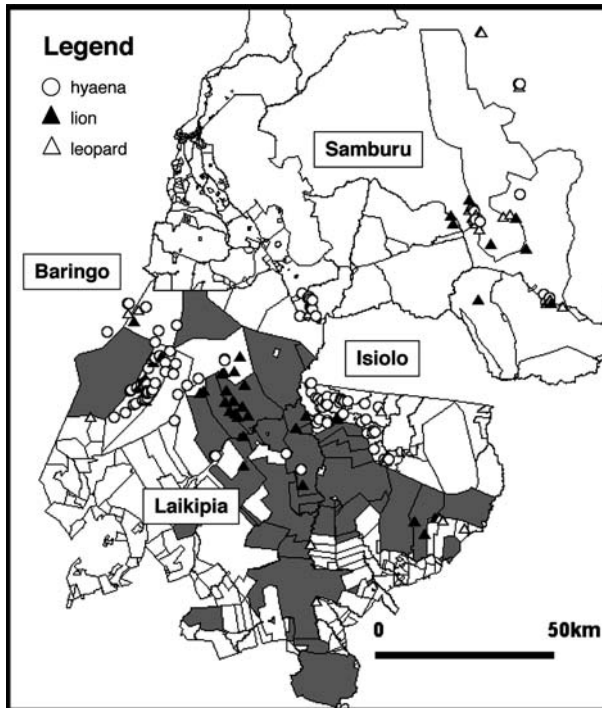 Legend
hyaena
lion
leopard
Samburu
Baringo
Isiolo
Laikipia
0 50km